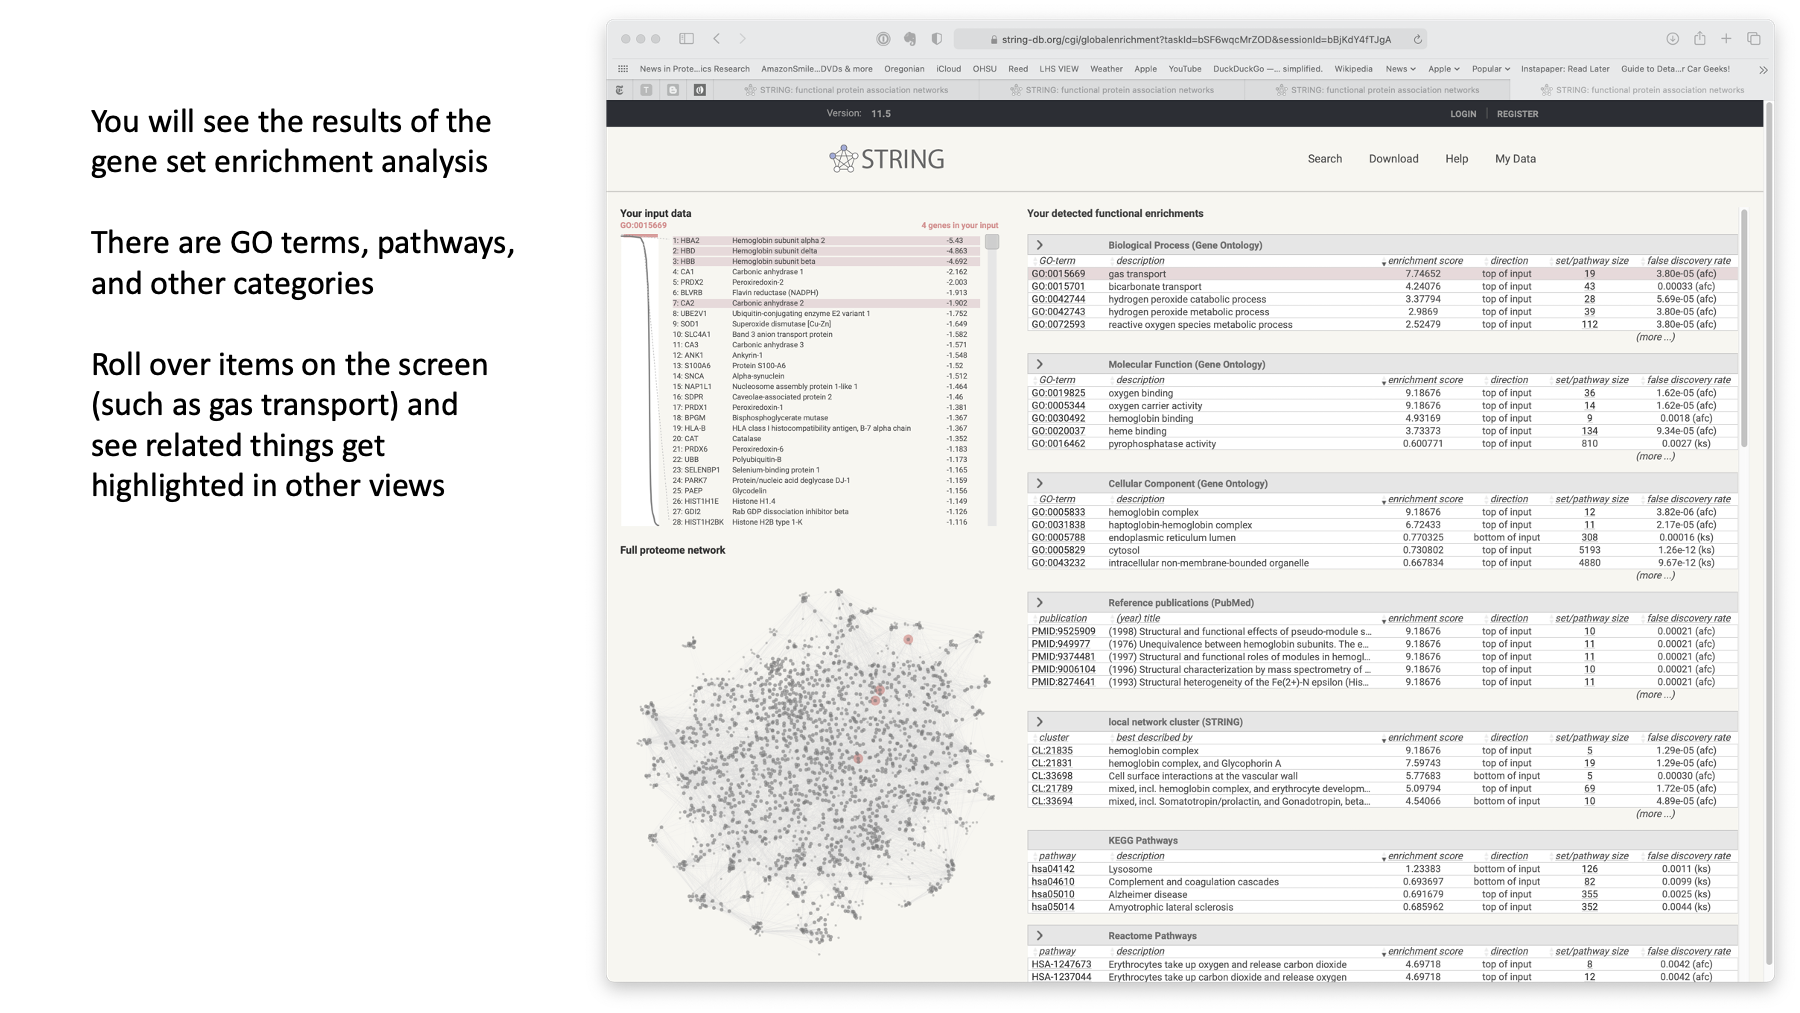 You will see the results of the
gene set enrichment analysis
There are GO terms, pathways,
and other categories
Roll over items on the screen
(such as gas transport) and
see related things get
highlighted in other views
string-db.org/cgi/globalenrichment?taskId=bSF6wqcMrZOD&sessionId=bBjKdY4fTJgA
News in Prote...ics Research AmazonSmile...DVDs & more Oregonian iCloud OHSU Reed LHS VIEW Weather Apple YouTube DuckDuckGo —... simplified. Wikipedia News Apple Popular Instapaper: Read Later Guide to Deta...r Car Geeks!
STRING: functional protein association networks STRING: functional protein association networks STRING: functional protein association networks STRING: functional protein association networks
Version: 11.5 LOGIN | REGISTER
STRING Search Download Help My Data
Your input data
GO:0015669 4 genes in your input
1: HBA2 Hemoglobin subunit alpha 2 -5.43
2: HBD Hemoglobin subunit delta -4.863
3: HBB Hemoglobin subunit beta -4.692
4: CA1 Carbonic anhydrase 1 -2.162
5: PRDX2 Peroxiredoxin-2 -2.003
6: BLVRB Flavin reductase (NADPH) -1.913
7: CA2 Carbonic anhydrase 2 -1.902
8: UBE2V1 Ubiquitin-conjugating enzyme E2 variant 1 -1.752
9: SOD1 Superoxide dismutase [Cu-Zn] -1.649
10: SLC4A1 Band 3 anion transport protein -1.582
11: CA3 Carbonic anhydrase 3 -1.571
12: ANK1 Ankyrin-1 -1.548
13: S100A6 Protein S100-A6 -1.52
14: SNCA Alpha-synuclein -1.512
15: NAP1L1 Nucleosome assembly protein 1-like 1 -1.464
16: SDPR Caveolae-associated protein 2 -1.46
17: PRDX1 Peroxiredoxin-1 -1.381
18: BPGM Bisphosphoglycerate mutase -1.367
19: HLA-B HLA class I histocompatibility antigen, B-7 alpha chain -1.367
20: CAT Catalase -1.352
21: PRDX6 Peroxiredoxin-6 -1.183
22: UBB Polyubiquitin-B -1.173
23: SELENBP1 Selenium-binding protein 1 -1.165
24: PARK7 Protein/nucleic acid deglycase DJ-1 -1.159
25: PAEP Glycodelin -1.156
26: HIST1H1E Histone H1.4 -1.149
27: GDI2 Rab GDP dissociation inhibitor beta -1.126
28: HIST1H2BK Histone H2B type 1-K -1.116
Full proteome network
Your detected functional enrichments
Biological Process (Gene Ontology)
GO-term description enrichment score direction set/pathway size false discovery rate
GO:0015669 gas transport 7.74652 top of input 19 3.80e-05 (afc)
GO:0015701 bicarbonate transport 4.24076 top of input 43 0.00033 (afc)
GO:0042744 hydrogen peroxide catabolic process 3.37794 top of input 28 5.69e-05 (afc)
GO:0042743 hydrogen peroxide metabolic process 2.9869 top of input 39 3.80e-05 (afc)
GO:0072593 reactive oxygen species metabolic process 2.52479 top of input 112 3.80e-05 (afc)
(more ...)
Molecular Function (Gene Ontology)
GO-term description enrichment score direction set/pathway size false discovery rate
GO:0019825 oxygen binding 9.18676 top of input 36 1.62e-05 (afc)
GO:0005344 oxygen carrier activity 9.18676 top of input 14 1.62e-05 (afc)
GO:0030492 hemoglobin binding 4.93169 top of input 9 0.0018 (afc)
GO:0020037 heme binding 3.73373 top of input 134 9.34e-05 (afc)
GO:0016462 pyrophosphatase activity 0.600771 top of input 810 0.0027 (ks)
(more ...)
Cellular Component (Gene Ontology)
GO-term description enrichment score direction set/pathway size false discovery rate
GO:0005833 hemoglobin complex 9.18676 top of input 12 3.82e-06 (afc)
GO:0031838 haptoglobin-hemoglobin complex 6.72433 top of input 11 2.17e-05 (afc)
GO:0005788 endoplasmic reticulum lumen 0.770325 bottom of input 308 0.00016 (ks)
GO:0005829 cytosol 0.730802 top of input 5193 1.26e-12 (ks)
GO:0043232 intracellular non-membrane-bounded organelle 0.667834 top of input 4880 9.67e-12 (ks)
(more ...)
Reference publications (PubMed)
publication (year) title enrichment score direction set/pathway size false discovery rate
PMID:9525909 (1998) Structural and functional effects of pseudo-module s... 9.18676 top of input 10 0.00021 (afc)
PMID:949977 (1976) Unequivalence between hemoglobin subunits. The e... 9.18676 top of input 11 0.00021 (afc)
PMID:9374481 (1997) Structural and functional roles of modules in hemogl... 9.18676 top of input 11 0.00021 (afc)
PMID:9006104 (1996) Structural characterization by mass spectrometry of ... 9.18676 top of input 10 0.00021 (afc)
PMID:8274641 (1993) Structural heterogeneity of the Fe(2+)-N epsilon (His... 9.18676 top of input 11 0.00021 (afc)
(more ...)
local network cluster (STRING)
cluster best described by enrichment score direction set/pathway size false discovery rate
CL:21835 hemoglobin complex 9.18676 top of input 5 1.29e-05 (afc)
CL:21831 hemoglobin complex, and Glycophorin A 7.59743 top of input 19 1.29e-05 (afc)
CL:33698 Cell surface interactions at the vascular wall 5.77683 bottom of input 5 0.00030 (afc)
CL:21789 mixed, incl. hemoglobin complex, and erythrocyte developm... 5.09794 top of input 69 1.72e-05 (afc)
CL:33694 mixed, incl. Somatotropin/prolactin, and Gonadotropin, beta... 4.54066 bottom of input 10 4.89e-05 (afc)
(more ...)
KEGG Pathways
pathway description enrichment score direction set/pathway size false discovery rate
hsa04142 Lysosome 1.23383 bottom of input 126 0.0011 (ks)
hsa04610 Complement and coagulation cascades 0.693697 bottom of input 82 0.0099 (ks)
hsa05010 Alzheimer disease 0.691679 top of input 355 0.0025 (ks)
hsa05014 Amyotrophic lateral sclerosis 0.685962 top of input 352 0.0044 (ks)
Reactome Pathways
pathway description enrichment score direction set/pathway size false discovery rate
HSA-1247673 Erythrocytes take up oxygen and release carbon dioxide 4.69718 top of input 8 0.0042 (afc)
HSA-1237044 Erythrocytes take up carbon dioxide and release oxygen 4.69718 top of input 12 0.0042 (afc)